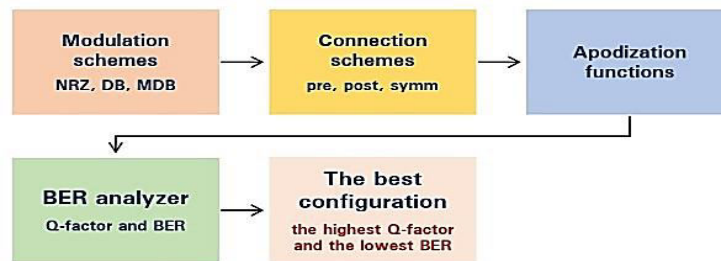 Modulation
schemes
NRZ, DB, MDB
Connection
schemes
pre, post, symm
Apodization
functions
BER analyzer
Q-factor and BER
The best
configuration
the highest Q-factor
and the lowest BER